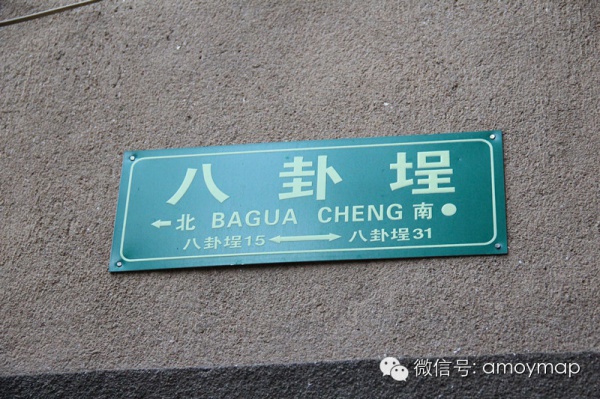 八卦埕
←北 BAGUA CHENG 南●
八卦埕15 ←→ 八卦埕31
微信号: amoymap